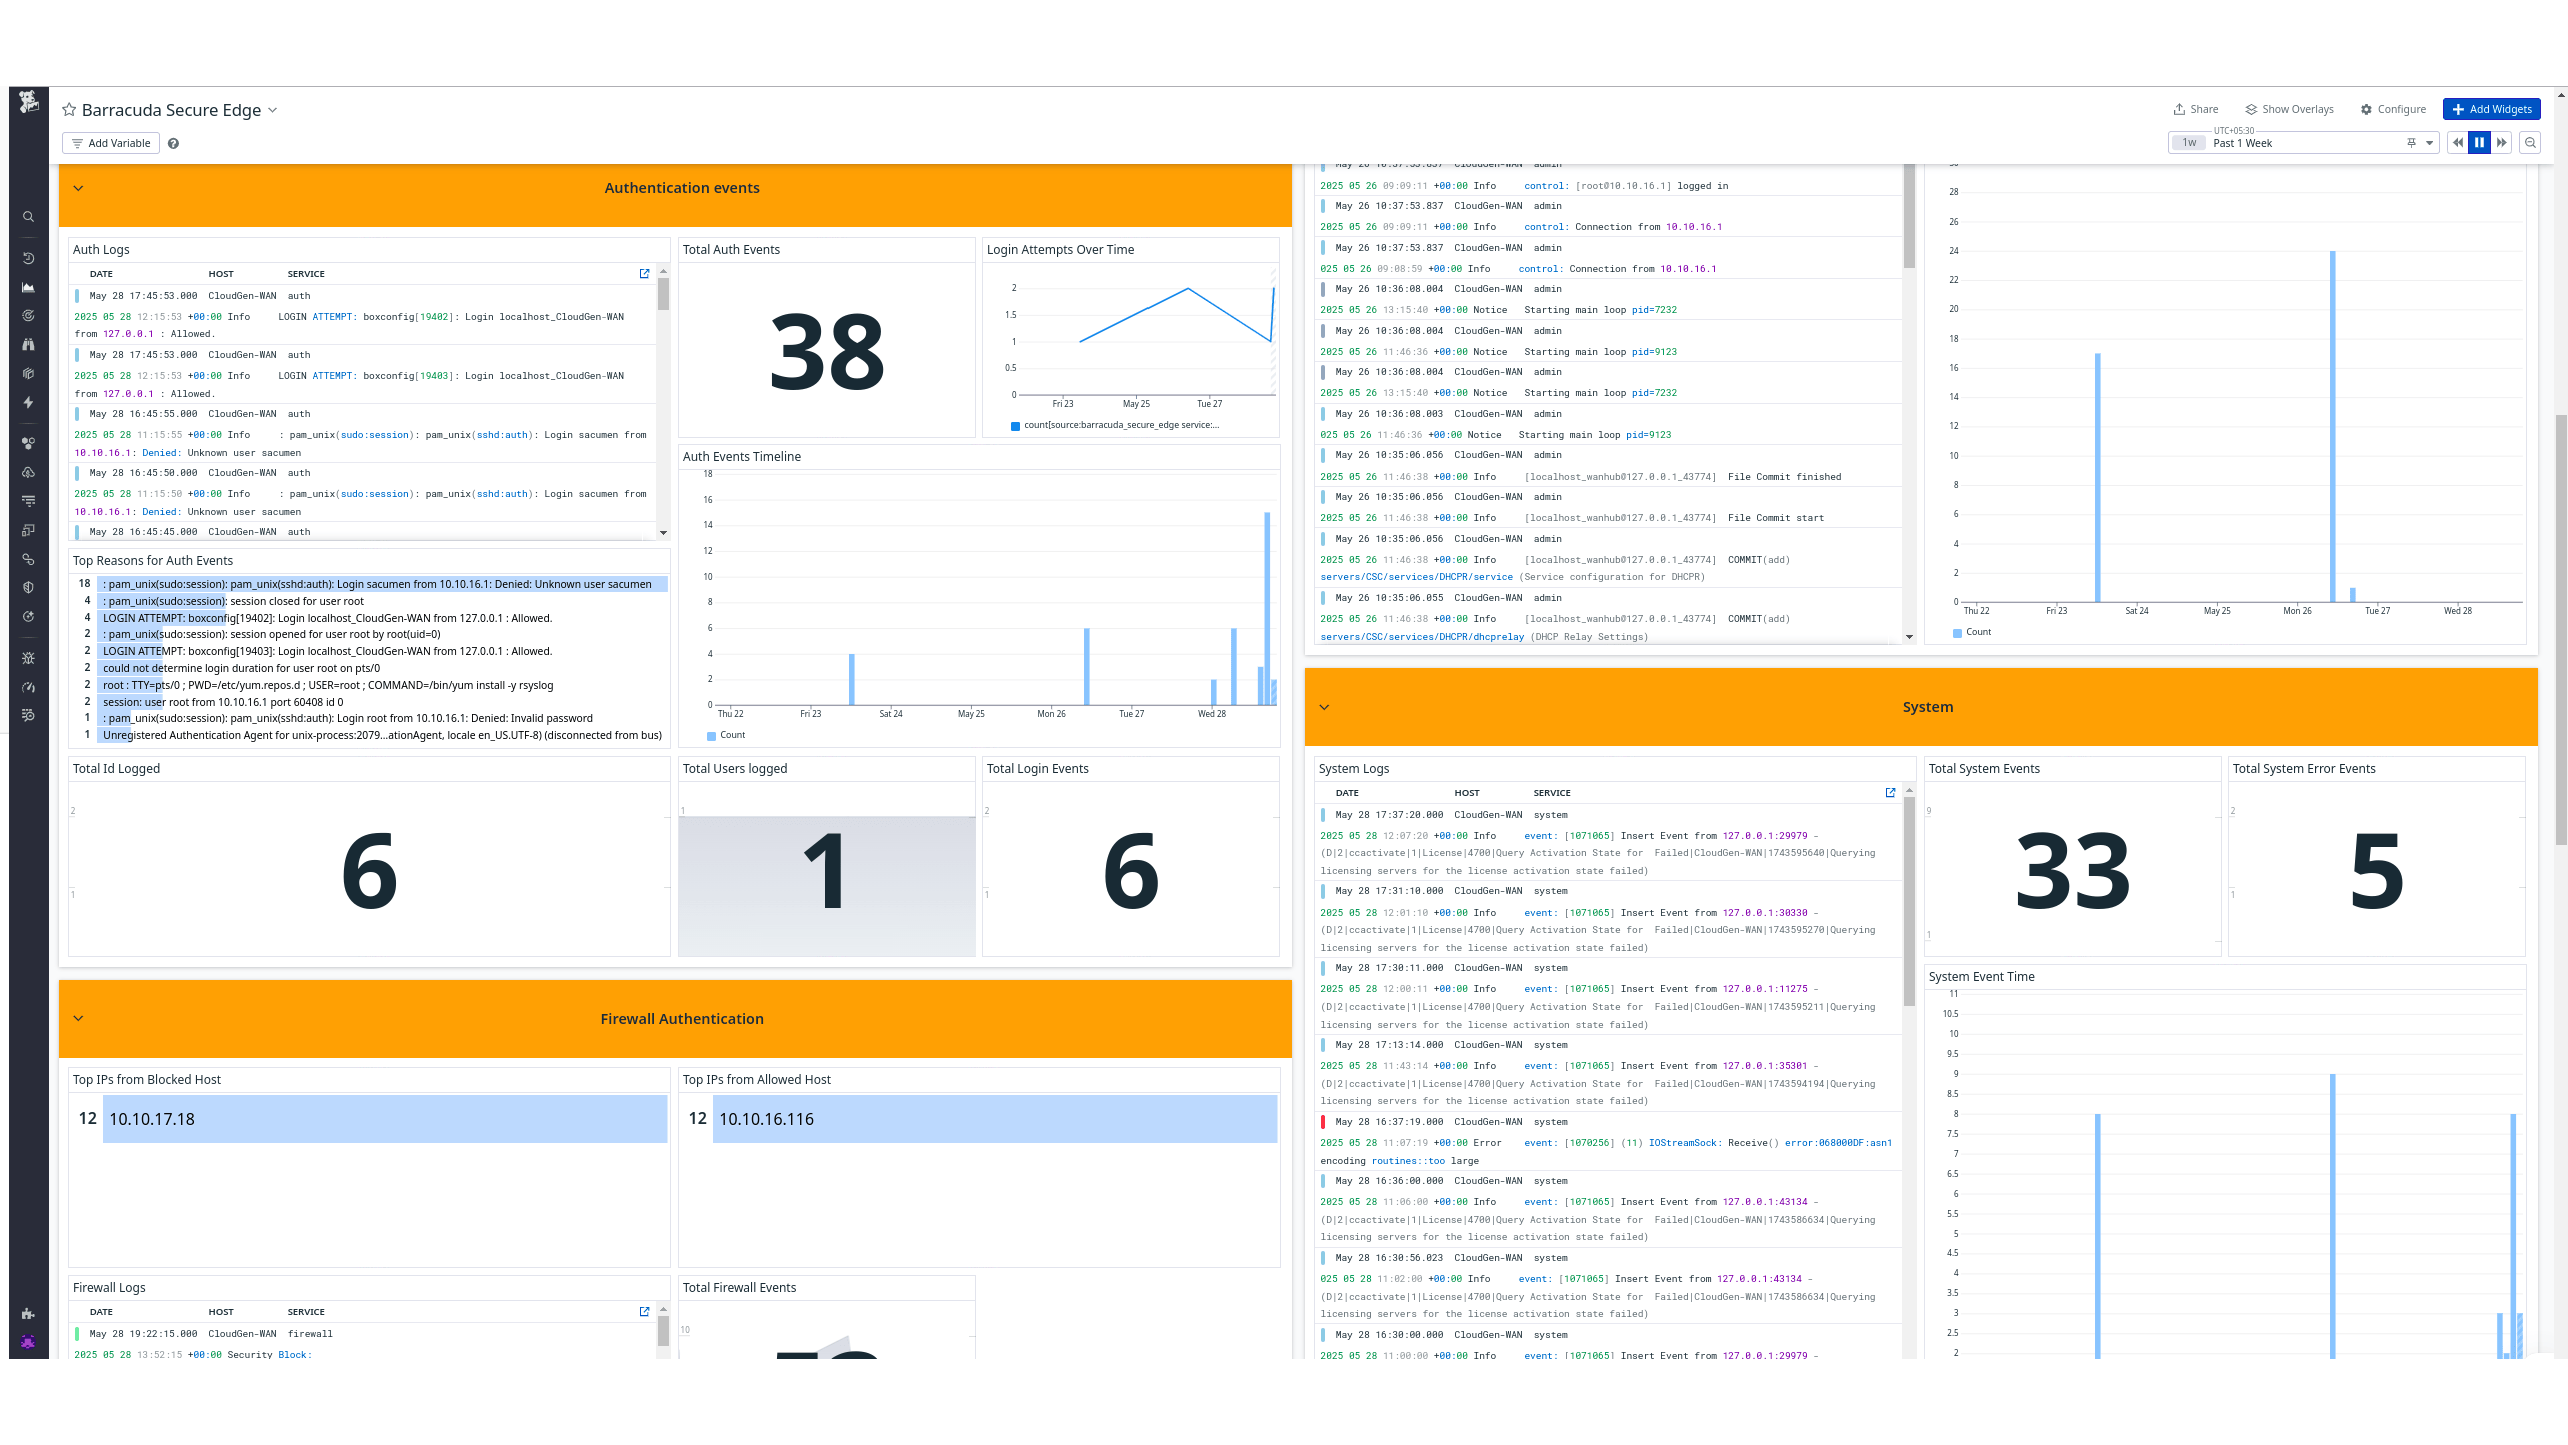 Barracuda Secure Edge
Share
Show Overlays
Configure
Add Widgets
Add Variable
UTC+05:30
1w
Past 1 Week
Authentication events
Auth Logs
DATE HOST SERVICE
May 28 17:45:53.000 CloudGen-WAN auth
2025 05 28 12:15:53 +00:00 Info LOGIN ATTEMPT: boxconfig[19402]: Login localhost_CloudGen-WAN
from 127.0.0.1 : Allowed.
May 28 17:45:53.000 CloudGen-WAN auth
2025 05 28 12:15:53 +00:00 Info LOGIN ATTEMPT: boxconfig[19403]: Login localhost_CloudGen-WAN
from 127.0.0.1 : Allowed.
May 28 16:45:55.000 CloudGen-WAN auth
2025 05 28 11:15:55 +00:00 Info : pam_unix(sudo:session): pam_unix(sshd:auth): Login sacumen from
10.10.16.1: Denied: Unknown user sacumen
May 28 16:45:50.000 CloudGen-WAN auth
2025 05 28 11:15:50 +00:00 Info : pam_unix(sudo:session): pam_unix(sshd:auth): Login sacumen from
10.10.16.1: Denied: Unknown user sacumen
May 28 16:45:45.000 CloudGen-WAN auth
Total Auth Events
38
Login Attempts Over Time
2
1.5
1
0.5
0
Fri 23 May 25 Tue 27
count[source:barracuda_secure_edge service:...
Auth Events Timeline
18
16
14
12
10
8
6
4
2
0
Thu 22 Fri 23 Sat 24 May 25 Mon 26 Tue 27 Wed 28
Count
Top Reasons for Auth Events
18 : pam_unix(sudo:session): pam_unix(sshd:auth): Login sacumen from 10.10.16.1: Denied: Unknown user sacumen
4 : pam_unix(sudo:session): session closed for user root
4 LOGIN ATTEMPT: boxconfig[19402]: Login localhost_CloudGen-WAN from 127.0.0.1 : Allowed.
2 : pam_unix(sudo:session): session opened for user root by root(uid=0)
2 LOGIN ATTEMPT: boxconfig[19403]: Login localhost_CloudGen-WAN from 127.0.0.1 : Allowed.
2 could not determine login duration for user root on pts/0
2 root : TTY=pts/0 ; PWD=/etc/yum.repos.d ; USER=root ; COMMAND=/bin/yum install -y rsyslog
2 session: user root from 10.10.16.1 port 60408 id 0
1 : pam_unix(sudo:session): pam_unix(sshd:auth): Login root from 10.10.16.1: Denied: Invalid password
1 Unregistered Authentication Agent for unix-process:2079...ationAgent, locale en_US.UTF-8) (disconnected from bus)
Total Id Logged
2
1
6
Total Users logged
1
1
Total Login Events
2
1
6
Firewall Authentication
Top IPs from Blocked Host
12 10.10.17.18
Top IPs from Allowed Host
12 10.10.16.116
Firewall Logs
DATE HOST SERVICE
May 28 19:22:15.000 CloudGen-WAN firewall
2025 05 28 13:52:15 +00:00 Security Block:
Total Firewall Events
10
May 26 10:37:53.837 CloudGen-WAN admin
2025 05 26 09:09:11 +00:00 Info control: [root@10.10.16.1] logged in
May 26 10:37:53.837 CloudGen-WAN admin
2025 05 26 09:09:11 +00:00 Info control: Connection from 10.10.16.1
May 26 10:37:53.837 CloudGen-WAN admin
025 05 26 09:08:59 +00:00 Info control: Connection from 10.10.16.1
May 26 10:36:08.004 CloudGen-WAN admin
2025 05 26 13:15:40 +00:00 Notice Starting main loop pid=7232
May 26 10:36:08.004 CloudGen-WAN admin
2025 05 26 11:46:36 +00:00 Notice Starting main loop pid=9123
May 26 10:36:08.004 CloudGen-WAN admin
2025 05 26 13:15:40 +00:00 Notice Starting main loop pid=7232
May 26 10:36:08.003 CloudGen-WAN admin
025 05 26 11:46:36 +00:00 Notice Starting main loop pid=9123
May 26 10:35:06.056 CloudGen-WAN admin
2025 05 26 11:46:38 +00:00 Info [localhost_wanhub@127.0.0.1_43774] File Commit finished
May 26 10:35:06.056 CloudGen-WAN admin
2025 05 26 11:46:38 +00:00 Info [localhost_wanhub@127.0.0.1_43774] File Commit start
May 26 10:35:06.056 CloudGen-WAN admin
2025 05 26 11:46:38 +00:00 Info [localhost_wanhub@127.0.0.1_43774] COMMIT(add)
servers/CSC/services/DHCPR/service (Service configuration for DHCPR)
May 26 10:35:06.055 CloudGen-WAN admin
2025 05 26 11:46:38 +00:00 Info [localhost_wanhub@127.0.0.1_43774] COMMIT(add)
servers/CSC/services/DHCPR/dhcprelay (DHCP Relay Settings)
28
26
24
22
20
18
16
14
12
10
8
6
4
2
0
Thu 22 Fri 23 Sat 24 May 25 Mon 26 Tue 27 Wed 28
Count
System
System Logs
DATE HOST SERVICE
May 28 17:37:20.000 CloudGen-WAN system
2025 05 28 12:07:20 +00:00 Info event: [1071065] Insert Event from 127.0.0.1:29979 -
(D|2|ccactivate|1|License|4700|Query Activation State for Failed|CloudGen-WAN|1743595640|Querying
licensing servers for the license activation state failed)
May 28 17:31:10.000 CloudGen-WAN system
2025 05 28 12:01:10 +00:00 Info event: [1071065] Insert Event from 127.0.0.1:30330 -
(D|2|ccactivate|1|License|4700|Query Activation State for Failed|CloudGen-WAN|1743595270|Querying
licensing servers for the license activation state failed)
May 28 17:30:11.000 CloudGen-WAN system
2025 05 28 12:00:11 +00:00 Info event: [1071065] Insert Event from 127.0.0.1:11275 -
(D|2|ccactivate|1|License|4700|Query Activation State for Failed|CloudGen-WAN|1743595211|Querying
licensing servers for the license activation state failed)
May 28 17:13:14.000 CloudGen-WAN system
2025 05 28 11:43:14 +00:00 Info event: [1071065] Insert Event from 127.0.0.1:35301 -
(D|2|ccactivate|1|License|4700|Query Activation State for Failed|CloudGen-WAN|1743594194|Querying
licensing servers for the license activation state failed)
May 28 16:37:19.000 CloudGen-WAN system
2025 05 28 11:07:19 +00:00 Error event: [1070256] (11) IOStreamSock: Receive() error:068000DF:asn1
encoding routines::too large
May 28 16:36:00.000 CloudGen-WAN system
2025 05 28 11:06:00 +00:00 Info event: [1071065] Insert Event from 127.0.0.1:43134 -
(D|2|ccactivate|1|License|4700|Query Activation State for Failed|CloudGen-WAN|1743586634|Querying
licensing servers for the license activation state failed)
May 28 16:30:56.023 CloudGen-WAN system
025 05 28 11:02:00 +00:00 Info event: [1071065] Insert Event from 127.0.0.1:43134 -
(D|2|ccactivate|1|License|4700|Query Activation State for Failed|CloudGen-WAN|1743586634|Querying
licensing servers for the license activation state failed)
May 28 16:30:00.000 CloudGen-WAN system
2025 05 28 11:00:00 +00:00 Info event: [1071065] Insert Event from 127.0.0.1:29979 -
Total System Events
9
1
33
Total System Error Events
2
1
5
System Event Time
11
10.5
10
9.5
9
8.5
8
7.5
7
6.5
6
5.5
5
4.5
4
3.5
3
2.5
2